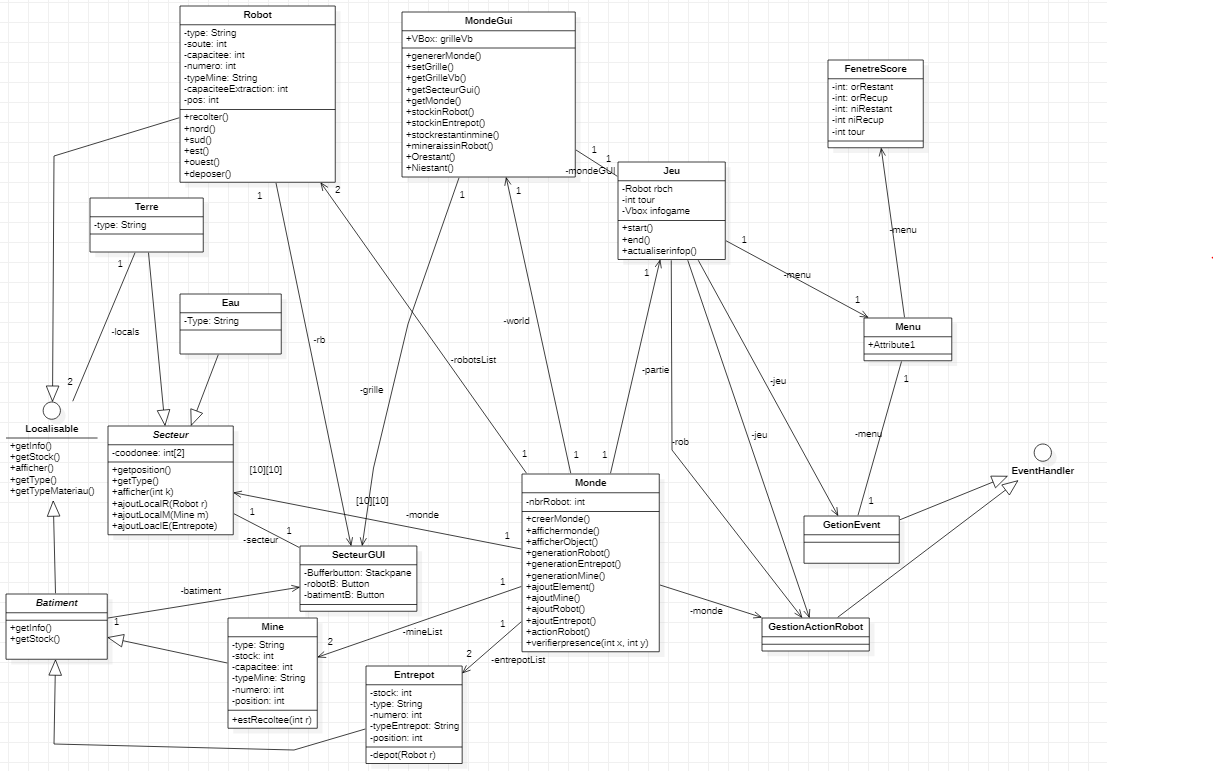 Robot
-type: String
-soute: int
-capacitee: int
-numero: int
-typeMine: String
-capaciteeExtraction: int
-pos: int
+recolter()
+nord()
+sud()
+est()
+ouest()
+deposer()
MondeGui
+VBox: grilleVb
+genererMonde()
+setGrille()
+getGrilleVb()
+getSecteurGui()
+getMonde()
+stockinRobot()
+stockinEntrepot()
+stockrestantinmine()
+mineraissinRobot()
+Orestant()
+Niestant()
FenetreScore
-int: orRestant
-int: orRecup
-int: niRestant
-int niRecup
-int tour
1
1
-mondeGUI
Jeu
-Robot rbch
-int tour
-Vbox infogame
+start()
+end()
+actualiserinfop()
1
2
1
1
Terre
-type: String
1
-menu
1
-menu
1
1
Eau
-Type: String
-locals
-world
-rb
Menu
+Attribute1
-robotsList
-partie
-jeu
-grille
2
1
Localisable
+getInfo()
+getStock()
+afficher()
+getType()
+getTypeMateriau()
Secteur
-coodonee: int[2]
+getposition()
+getType()
+afficher(int k)
+ajoutLocalR(Robot r)
+ajoutLocalM(Mine m)
+ajoutLoaclE(Entrepote)
-rob
-jeu
-menu
1
1
1
[10][10]
EventHandler
Monde
-nbrRobot: int
+creerMonde()
+affichermonde()
+afficherObject()
+generationRobot()
+generationEntrepot()
+generationMine()
+ajoutElement()
+ajoutMine()
+ajoutRobot()
+ajoutEntrepot()
+actionRobot()
+verifierpresence(int x, int y)
[10][10]
1
-monde
1
1
-secteur
1
GetionEvent
SecteurGUI
-Bufferbutton: Stackpane
-robotB: Button
-batimentB: Button
1
-batiment
Batiment
+getInfo()
+getStock()
1
-monde
GestionActionRobot
Mine
-type: String
-stock: int
-capacitee: int
-typeMine: String
-numero: int
-position: int
+estRecoltee(int r)
1
-mineList
2
2
-entrepotList
Entrepot
-stock: int
-type: String
-numero: int
-typeEntrepot: String
-position: int
-depot(Robot r)